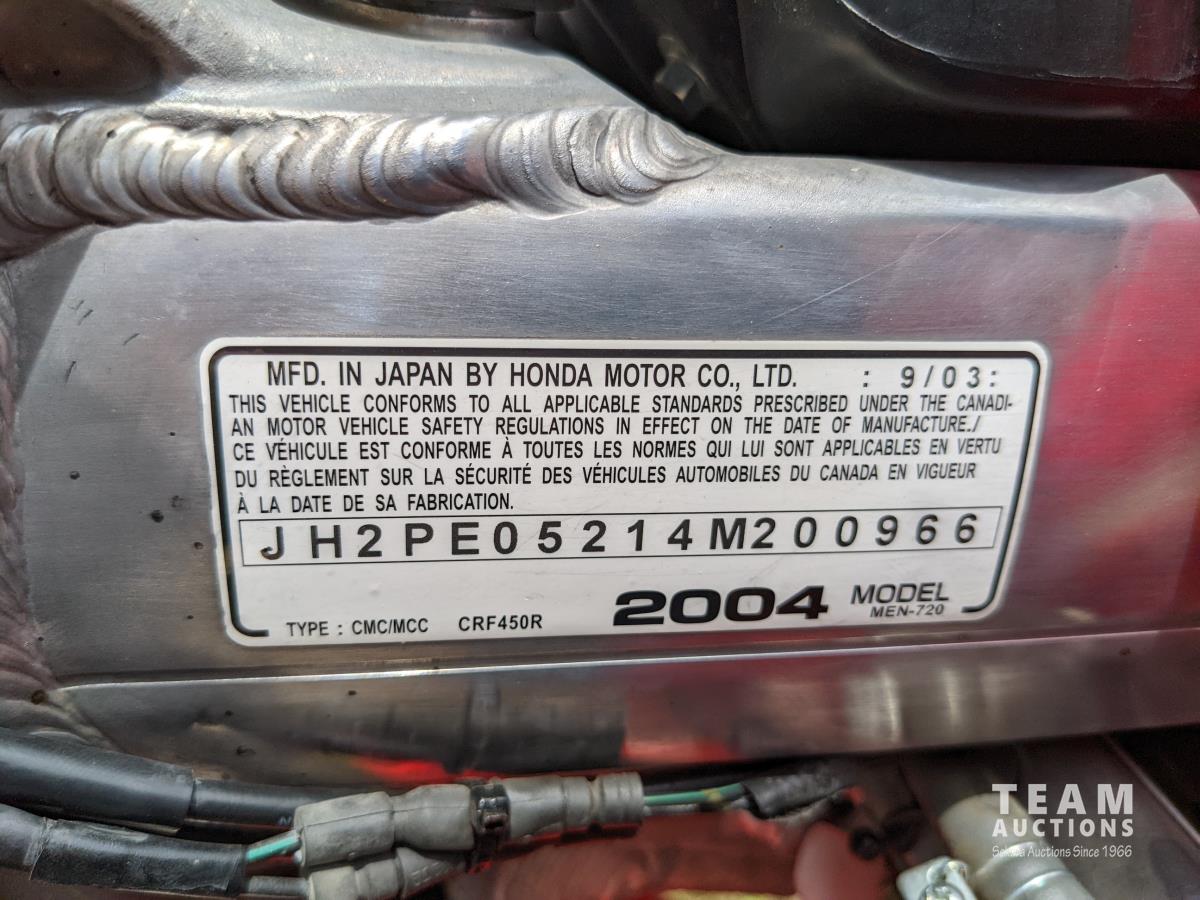 MFD. IN JAPAN BY HONDA MOTOR CO., LTD. : 9/03:
THIS VEHICLE CONFORMS TO ALL APPLICABLE STANDARDS PRESCRIBED UNDER THE CANADI-
AN MOTOR VEHICLE SAFETY REGULATIONS IN EFFECT ON THE DATE OF MANUFACTURE./
CE VÉHICULE EST CONFORME À TOUTES LES NORMES QUI LUI SONT APPLICABLES EN VERTU
DU RÈGLEMENT SUR LA SÉCURITÉ DES VÉHICULES AUTOMOBILES DU CANADA EN VIGUEUR
À LA DATE DE SA FABRICATION.
JH2PE05214M200966
TYPE : CMC/MCC CRF450R 2004 MODEL
MEN-720
TEAM
AUCTIONS
Auctions Since 1966